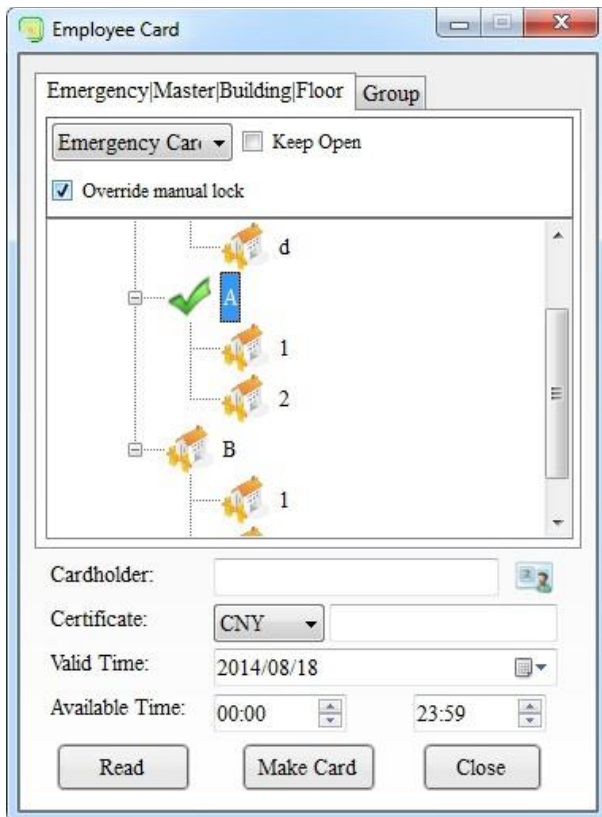 Employee Card
Emergency|Master|Building|Floor Group
Emergency Car Keep Open
Override manual lock
d
A
1
2
B
1
Cardholder:
Certificate: CNY
Valid Time: 2014/08/18
Available Time: 00:00 23:59
Read Make Card Close